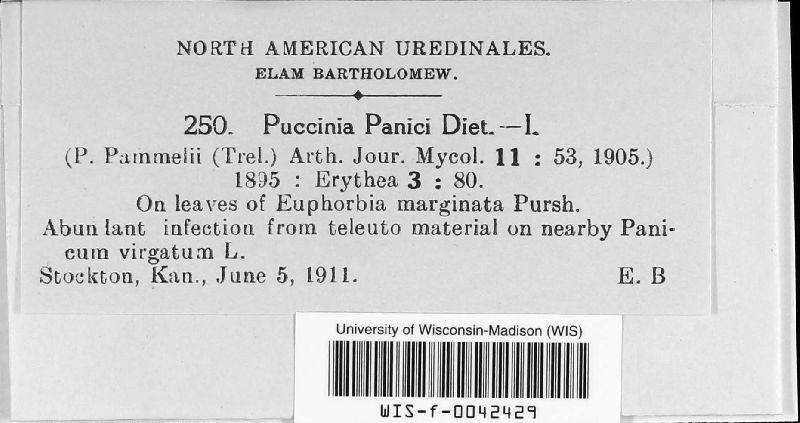 NORTH AMERICAN UREDINALES.
ELAM BARTHOLOMEW.
250. Puccinia Panici Diet.—I.
(P. Pammelii (Trel.) Arth. Jour. Mycol. 11 : 53, 1905.)
1895 : Erythea 3 : 80.
On leaves of Euphorbia marginata Pursh.
Abun lant infection from teleuto material on nearby Pani-
cum virgatum L.
Stockton, Kan., June 5, 1911. E. B
University of Wisconsin-Madison (WIS)
WIS-f-0042429